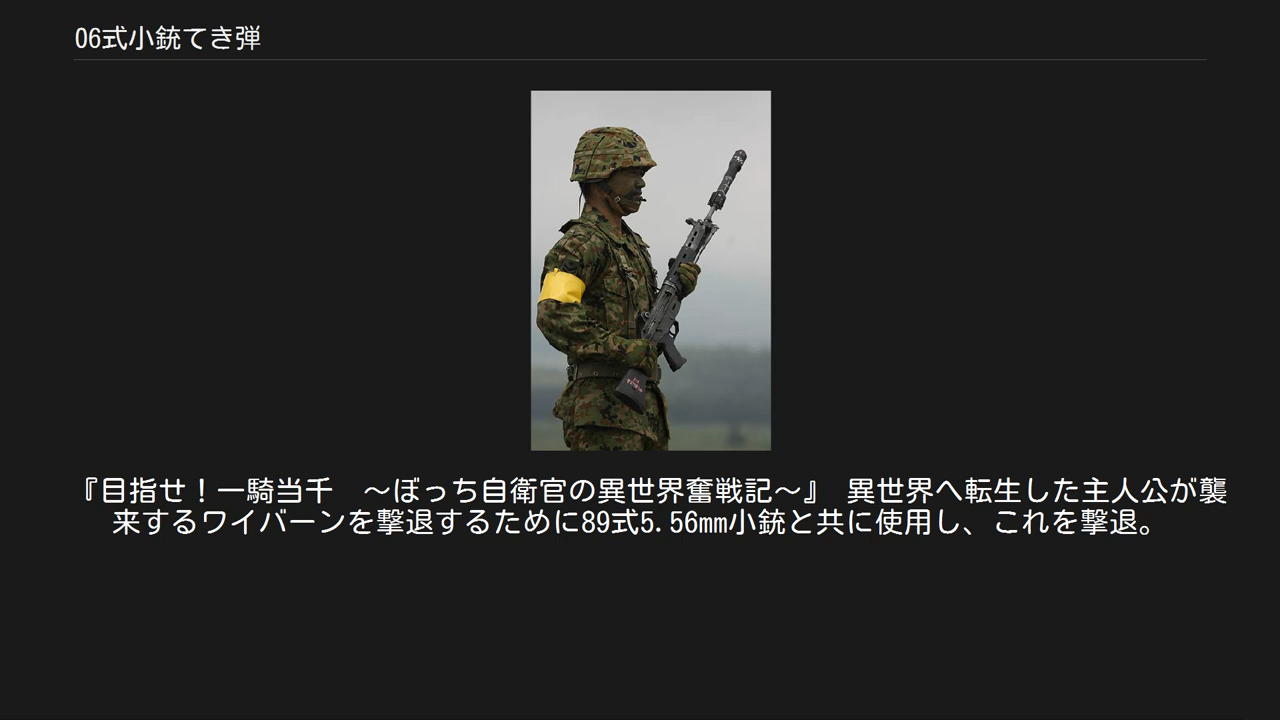 06式小銃てき弾
『目指せ！一騎当千　～ぼっち自衛官の異世界奮戦記～』 異世界へ転生した主人公が襲
来するワイバーンを撃退するために89式5.56mm小銃と共に使用し、これを撃退。